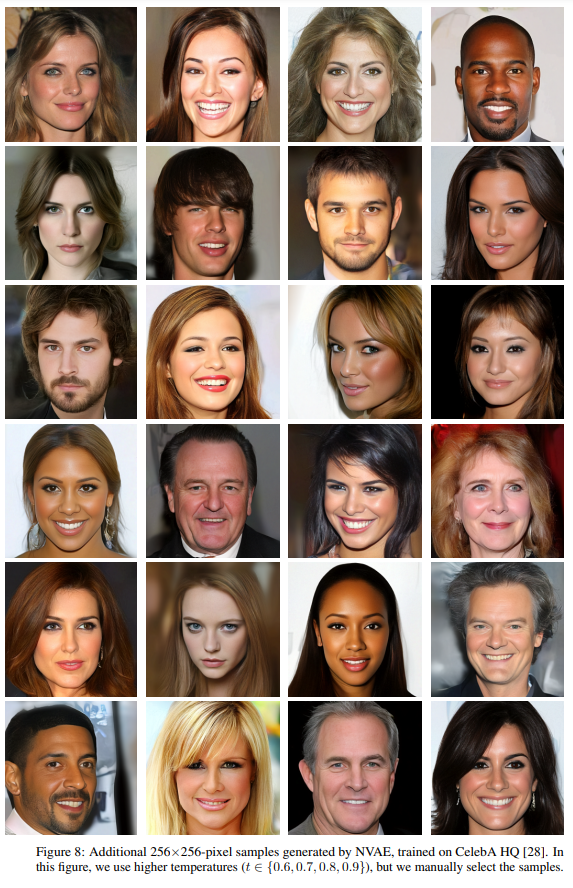 Figure 8: Additional 256×256-pixel samples generated by NVAE, trained on CelebA HQ [28]. In
this figure, we use higher temperatures (t ∈ {0.6, 0.7, 0.8, 0.9}), but we manually select the samples.